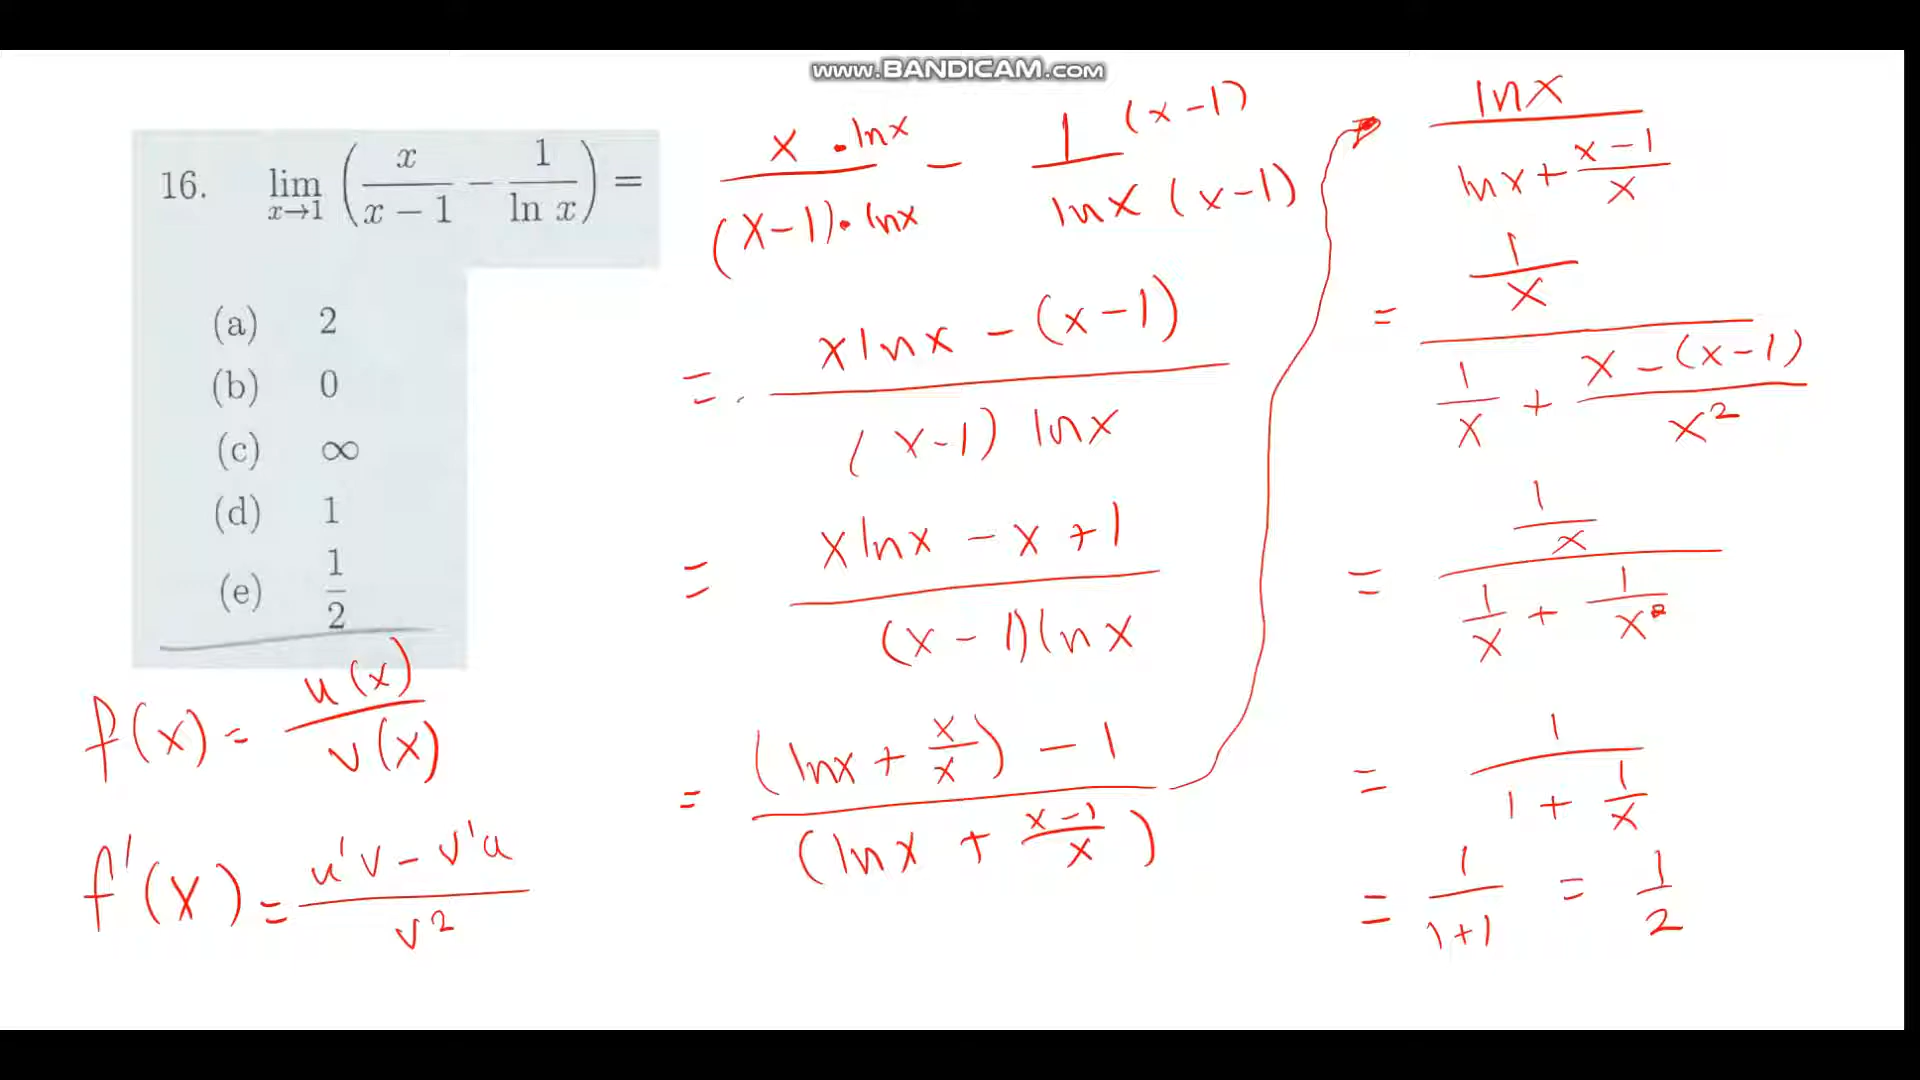 www.BANDICAM.com
16. lim x→1 (x/(x − 1) − 1/ln x) =
(a) 2
(b) 0
(c) ∞
(d) 1
(e) 1/2
f(x) = u(x)/v(x)
f'(x) = (u'v − v'u)/v²
(x · lnx)/((x−1) · lnx) − (1 (x−1))/(lnx (x−1))
= (x lnx − (x−1))/((x−1) lnx)
= (x lnx − x + 1)/((x−1) ln x)
= ((lnx + x/x) − 1)/((lnx + (x−1)/x))
lnx/(lnx + (x−1)/x)
= (1/x)/(1/x + (x − (x−1))/x²)
= (1/x)/(1/x + 1/x²)
= 1/(1 + 1/x)
= 1/(1+1) = 1/2